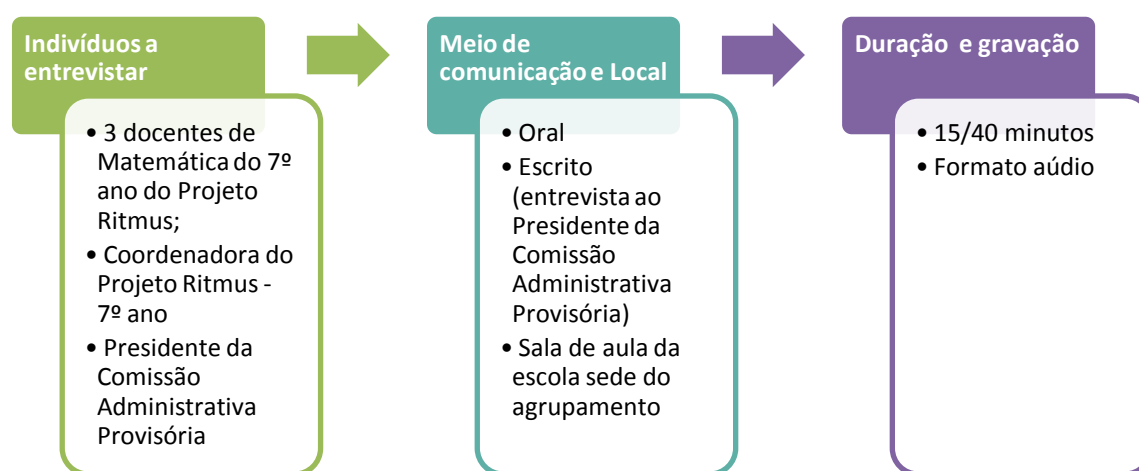 Indivíduos a
entrevistar
• 3 docentes de
Matemática do 7º
ano do Projeto
Ritmus;
• Coordenadora do
Projeto Ritmus -
7º ano
• Presidente da
Comissão
Administrativa
Provisória
Meio de
comunicação e Local
• Oral
• Escrito
(entrevista ao
Presidente da
Comissão
Administrativa
Provisória)
• Sala de aula da
escola sede do
agrupamento
Duração e gravação
• 15/40 minutos
• Formato aúdio